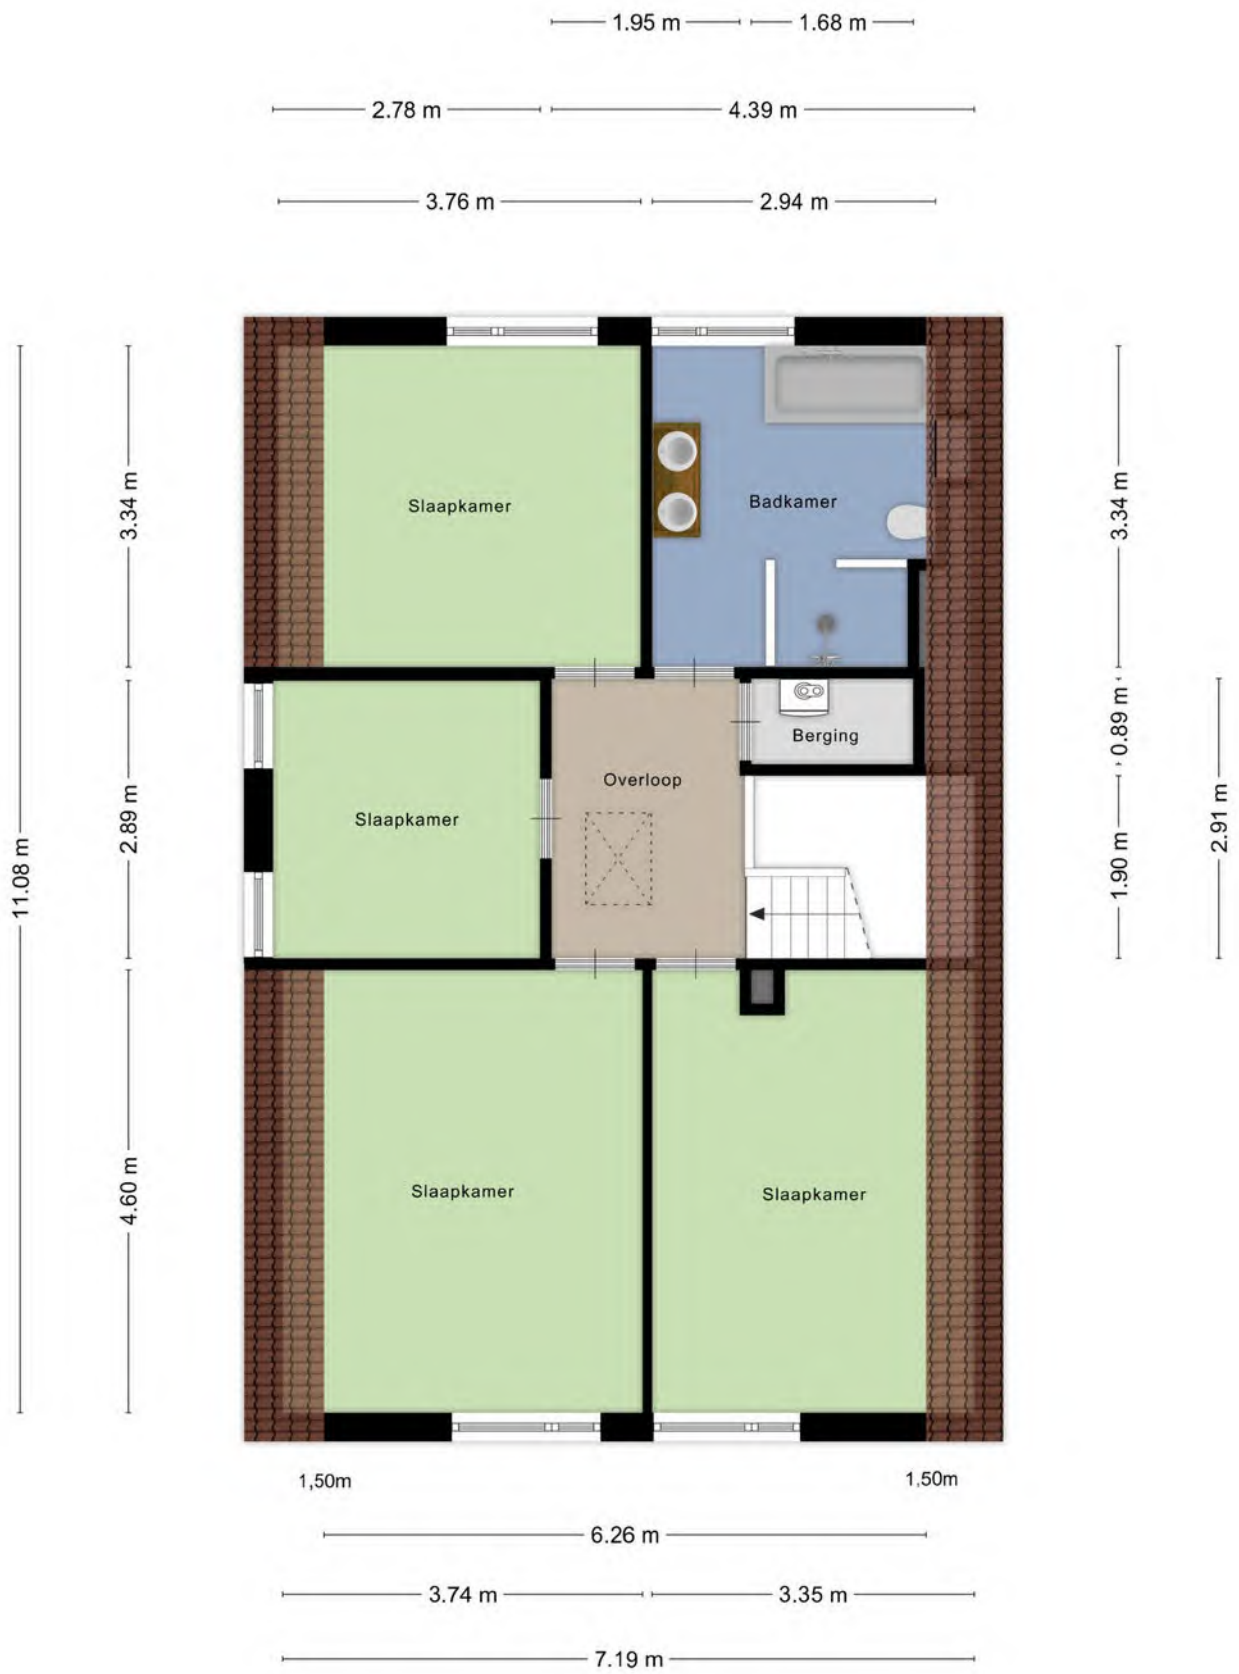 1.95 m
1.68 m
2.78 m
4.39 m
3.76 m
2.94 m
11.08 m
3.34 m
2.89 m
4.60 m
Slaapkamer
Badkamer
Berging
Overloop
Slaapkamer
Slaapkamer
Slaapkamer
3.34 m
0.89 m
1.90 m
2.91 m
1,50m
1,50m
6.26 m
3.74 m
3.35 m
7.19 m